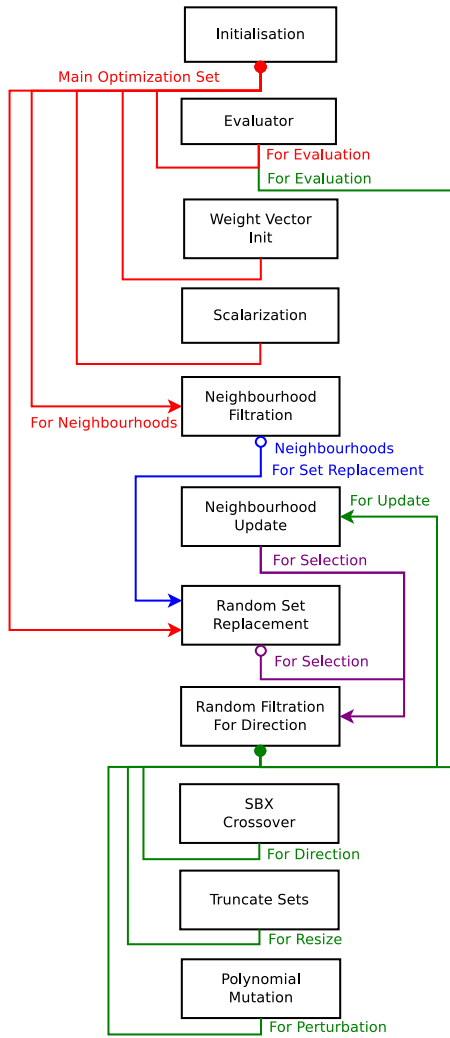 Initialisation
Main Optimization Set
Evaluator
For Evaluation
For Evaluation
Weight Vector
Init
Scalarization
Neighbourhood
Filtration
For Neighbourhoods
Neighbourhoods
For Set Replacement
Neighbourhood
Update
For Update
For Selection
Random Set
Replacement
For Selection
Random Filtration
For Direction
SBX
Crossover
For Direction
Truncate Sets
For Resize
Polynomial
Mutation
For Perturbation